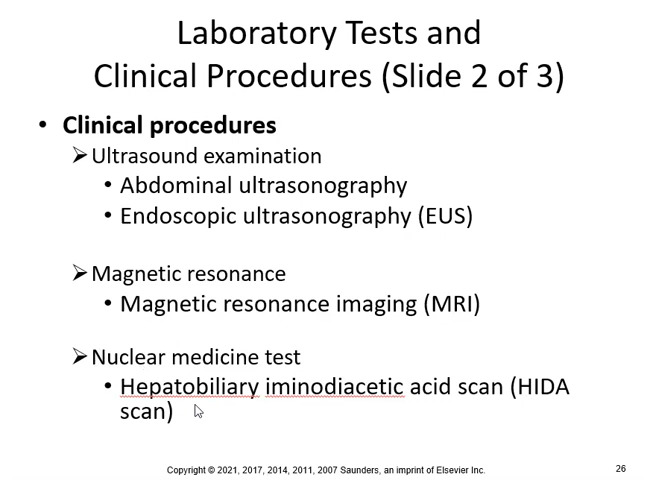 Laboratory Tests and
Clinical Procedures (Slide 2 of 3)
• Clinical procedures
➢Ultrasound examination
• Abdominal ultrasonography
• Endoscopic ultrasonography (EUS)
➢Magnetic resonance
• Magnetic resonance imaging (MRI)
➢Nuclear medicine test
• Hepatobiliary iminodiacetic acid scan (HIDA
scan)
Copyright © 2021, 2017, 2014, 2011, 2007 Saunders, an imprint of Elsevier Inc.
26